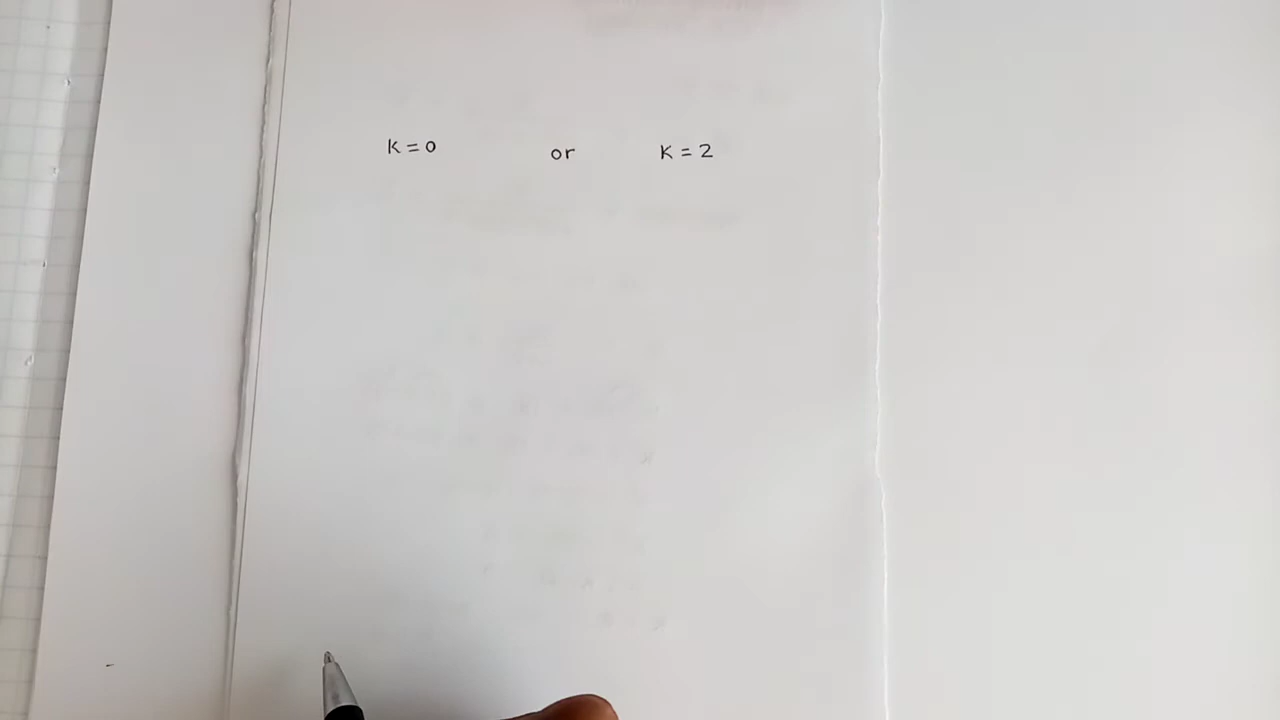 K = 0 or K = 2